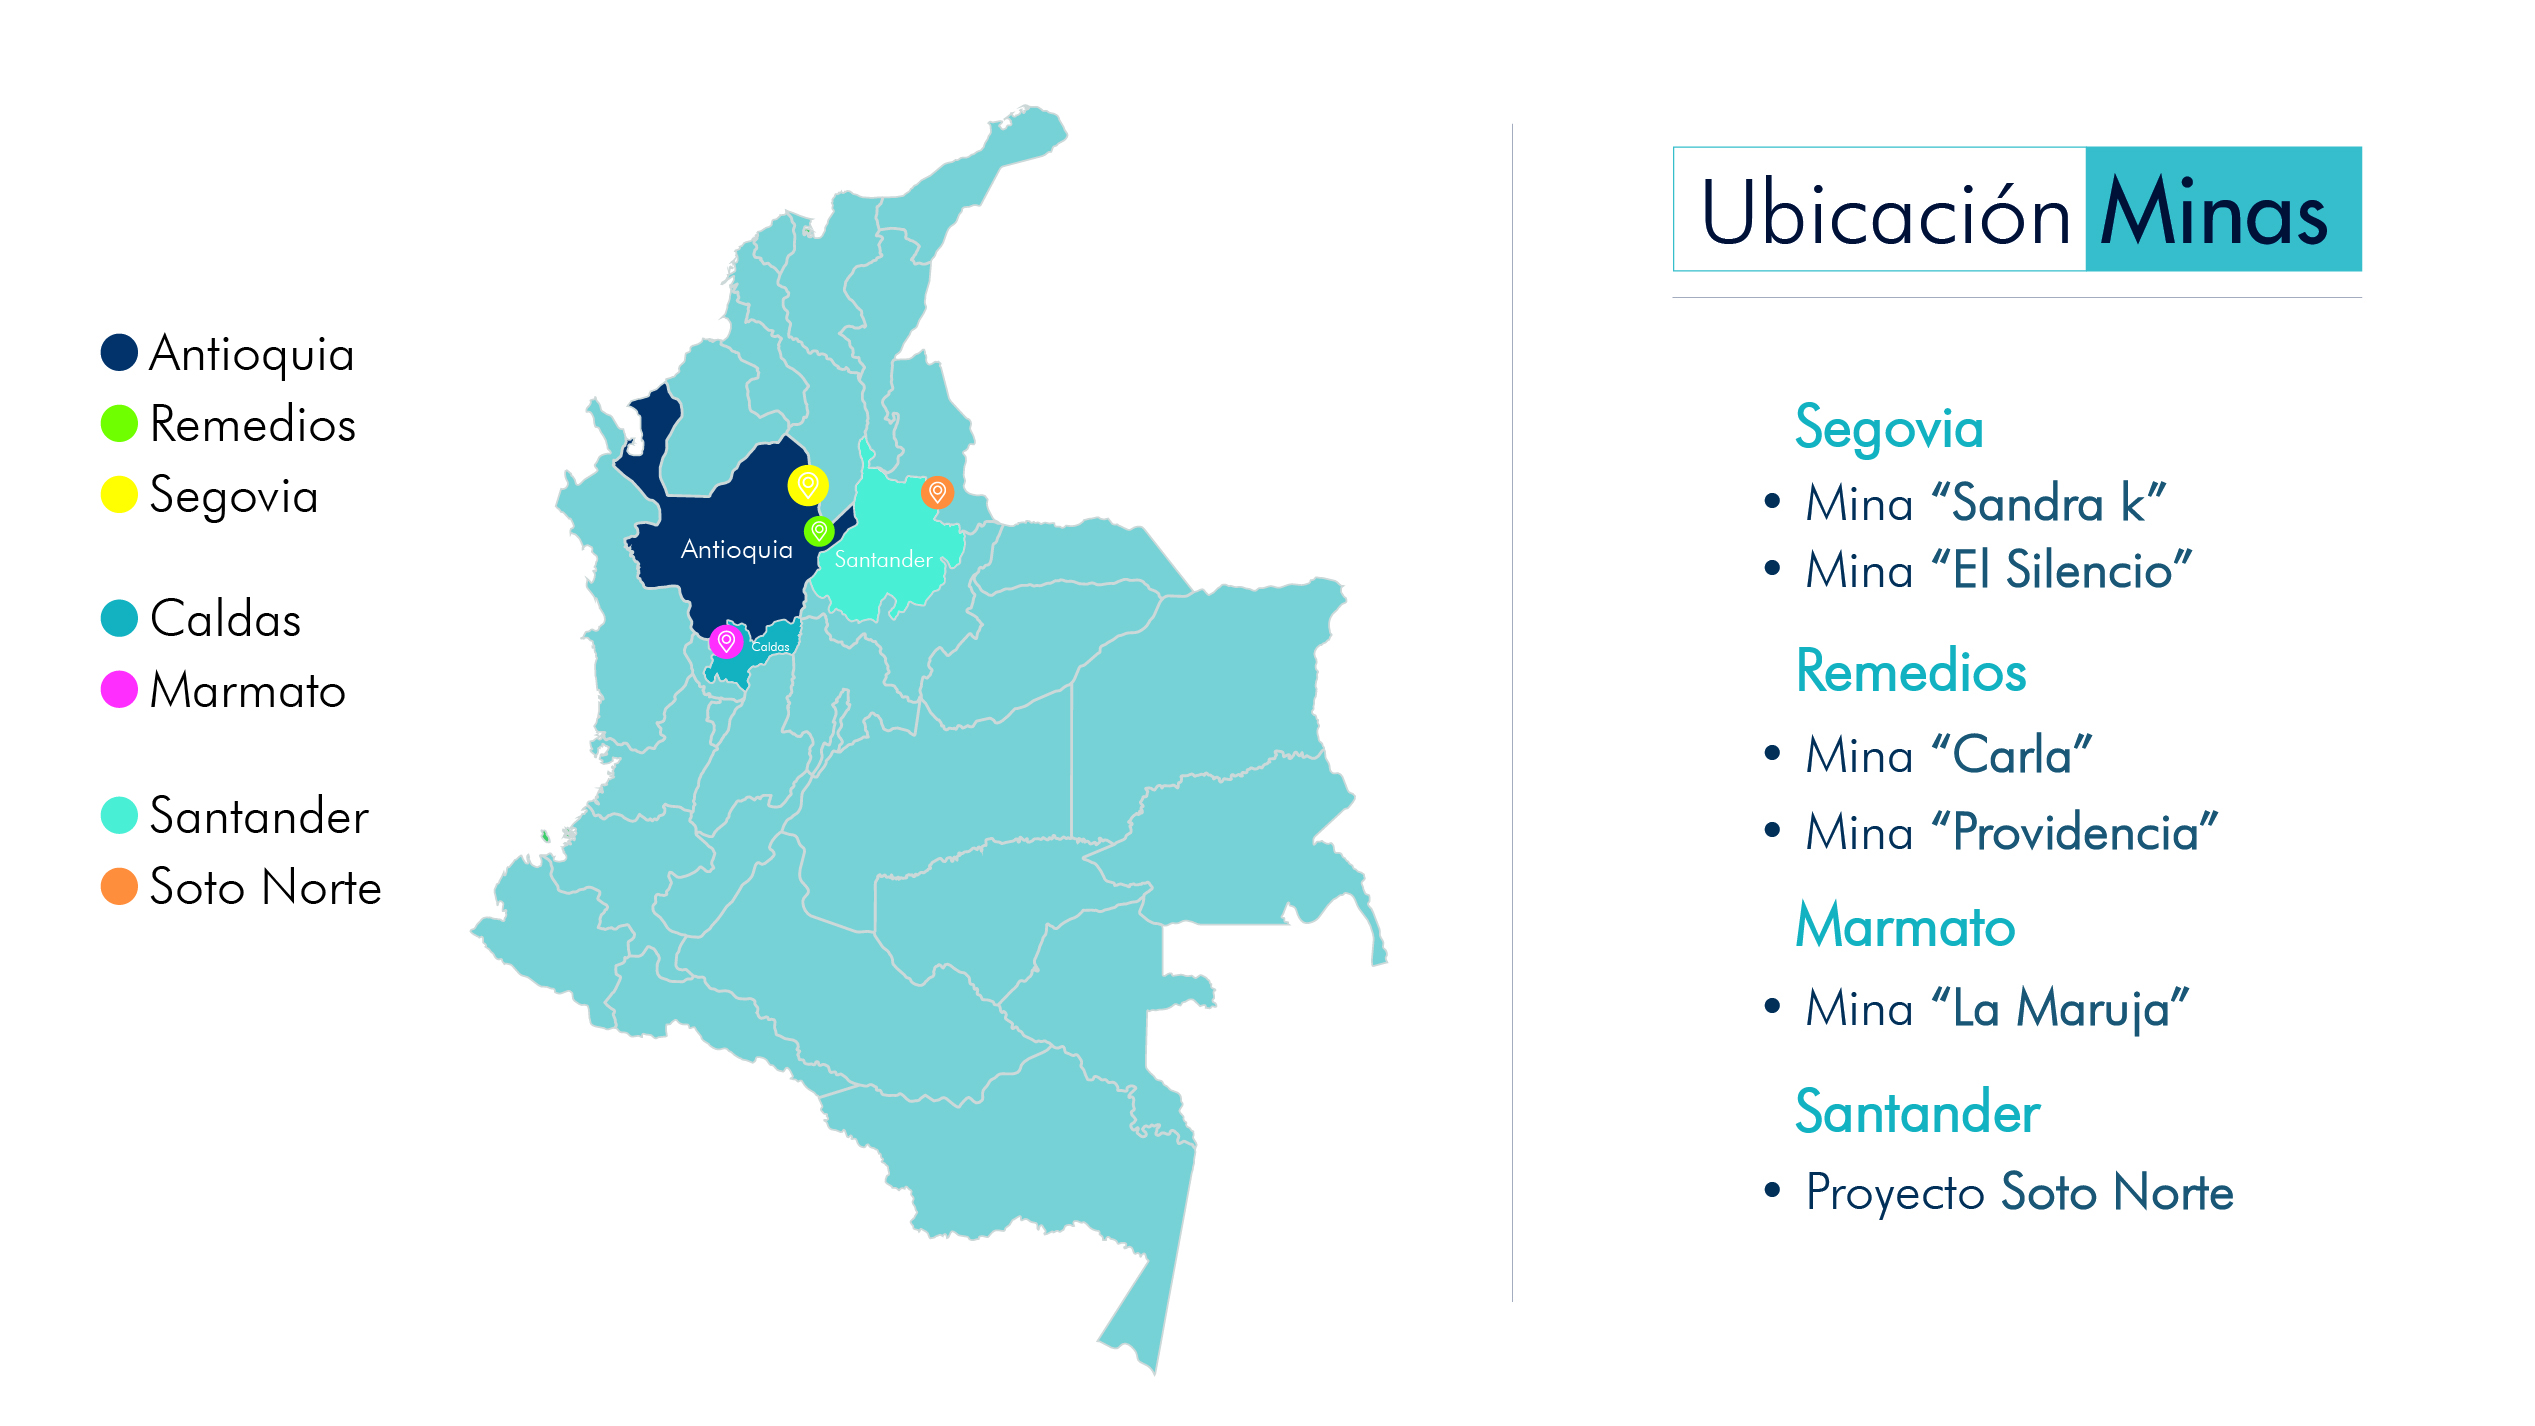 Antioquia
Remedios
Segovia
Caldas
Marmato
Santander
Soto Norte
Antioquia
Santander
Caldas
Ubicación Minas
Segovia
• Mina “Sandra k”
• Mina “El Silencio”
Remedios
• Mina “Carla”
• Mina “Providencia”
Marmato
• Mina “La Maruja”
Santander
• Proyecto Soto Norte